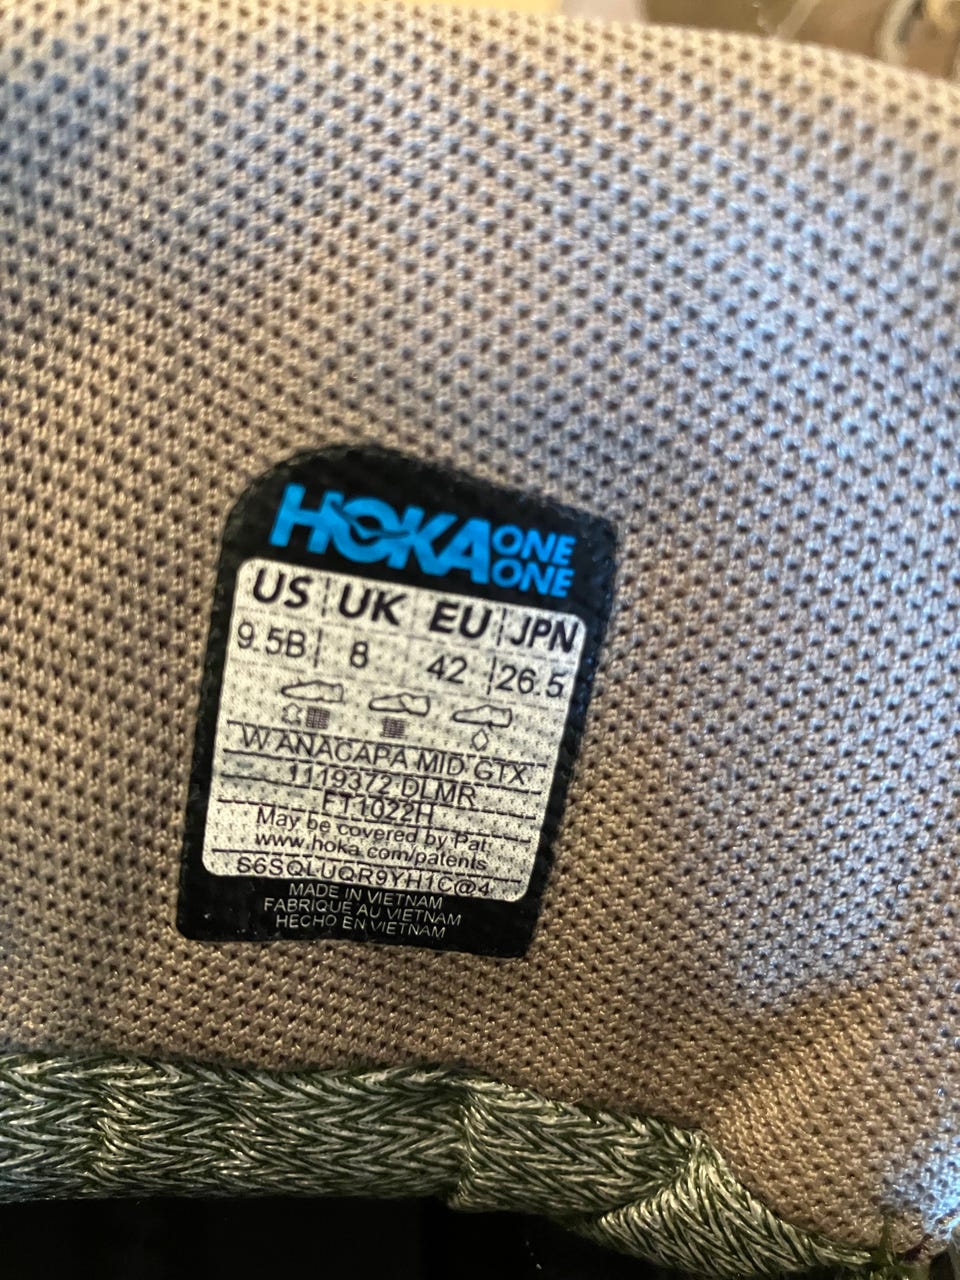 HOKA ONE ONE
US UK EU JPN
9.5B 8 42 26.5
W ANACAPA MID GTX
1119372 DLMR
FT1022H
May be covered by Pat:
www.hoka.com/patents
S6SQLUQR9YH1C@4
MADE IN VIETNAM
FABRIQUÉ AU VIETNAM
HECHO EN VIETNAM